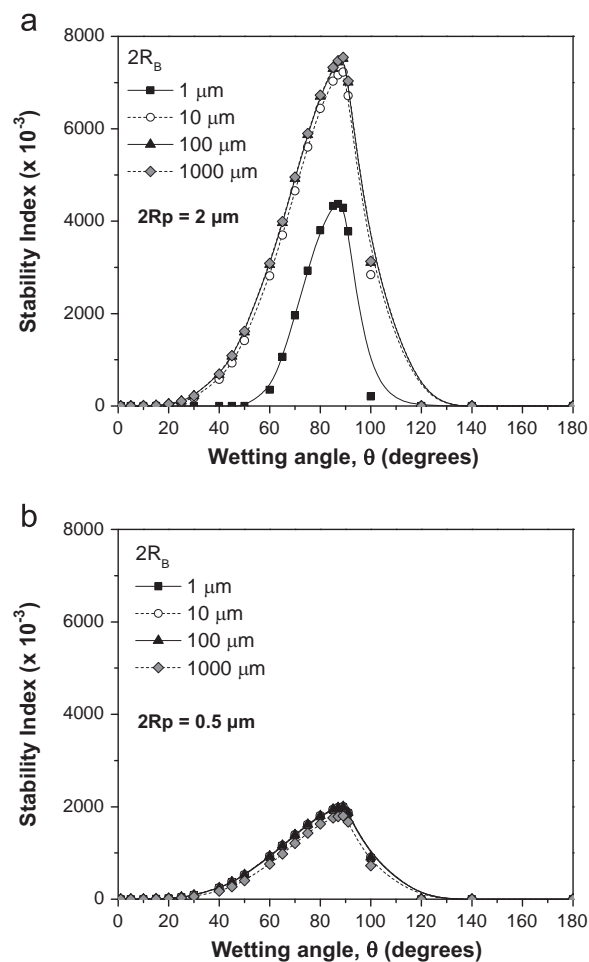 a
8000
6000
4000
2000
0
Stability Index (x 10⁻³)
2R_B
1 μm
10 μm
100 μm
1000 μm
2Rp = 2 μm
0 20 40 60 80 100 120 140 160 180
Wetting angle, θ (degrees)
b
8000
6000
4000
2000
0
Stability Index (x 10⁻³)
2R_B
1 μm
10 μm
100 μm
1000 μm
2Rp = 0.5 μm
0 20 40 60 80 100 120 140 160 180
Wetting angle, θ (degrees)